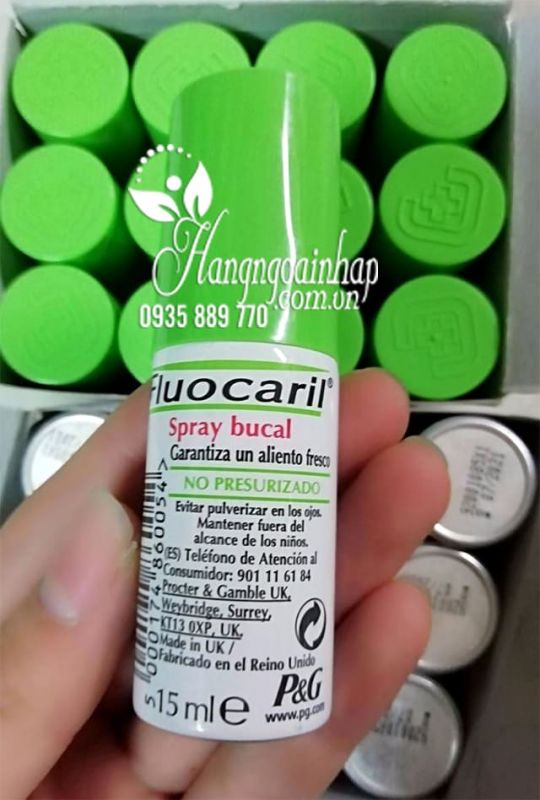 Hangngoainhap
.com.vn
0935 889 770
Fluocaril®
Spray bucal
Garantiza un aliento fresco
NO PRESURIZADO
Evitar pulverizar en los ojos.
Mantener fuera del
alcance de los niños.
(ES) Teléfono de Atención al
Consumidor: 901 11 61 84
Procter & Gamble UK,
Weybridge, Surrey,
KT13 0XP, UK.
Made in UK /
Fabricado en el Reino Unido
P&G
www.pg.com
15 ml e
5 000174 860054 >